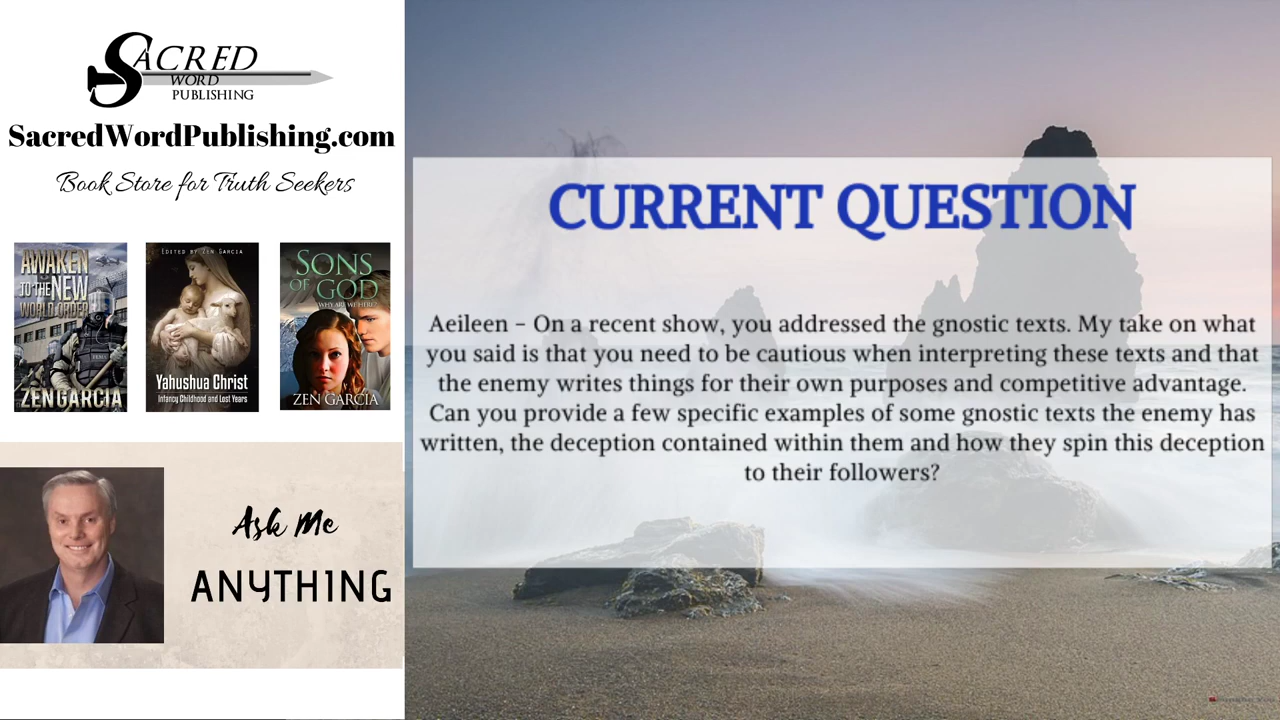 SACRED
WORD
PUBLISHING
SacredWordPublishing.com
Book Store for Truth Seekers
AWAKEN
TO THE NEW
WORLD ORDER
ZEN GARCIA
EDITED BY ZEN GARCIA
Yahushua Christ
Infancy Childhood and Lost Years
SONS
OF GOD
WHY ARE WE HERE?
ZEN GARCIA
Ask Me
ANYTHING
CURRENT QUESTION
Aeileen – On a recent show, you addressed the gnostic texts. My take on what
you said is that you need to be cautious when interpreting these texts and that
the enemy writes things for their own purposes and competitive advantage.
Can you provide a few specific examples of some gnostic texts the enemy has
written, the deception contained within them and how they spin this deception
to their followers?